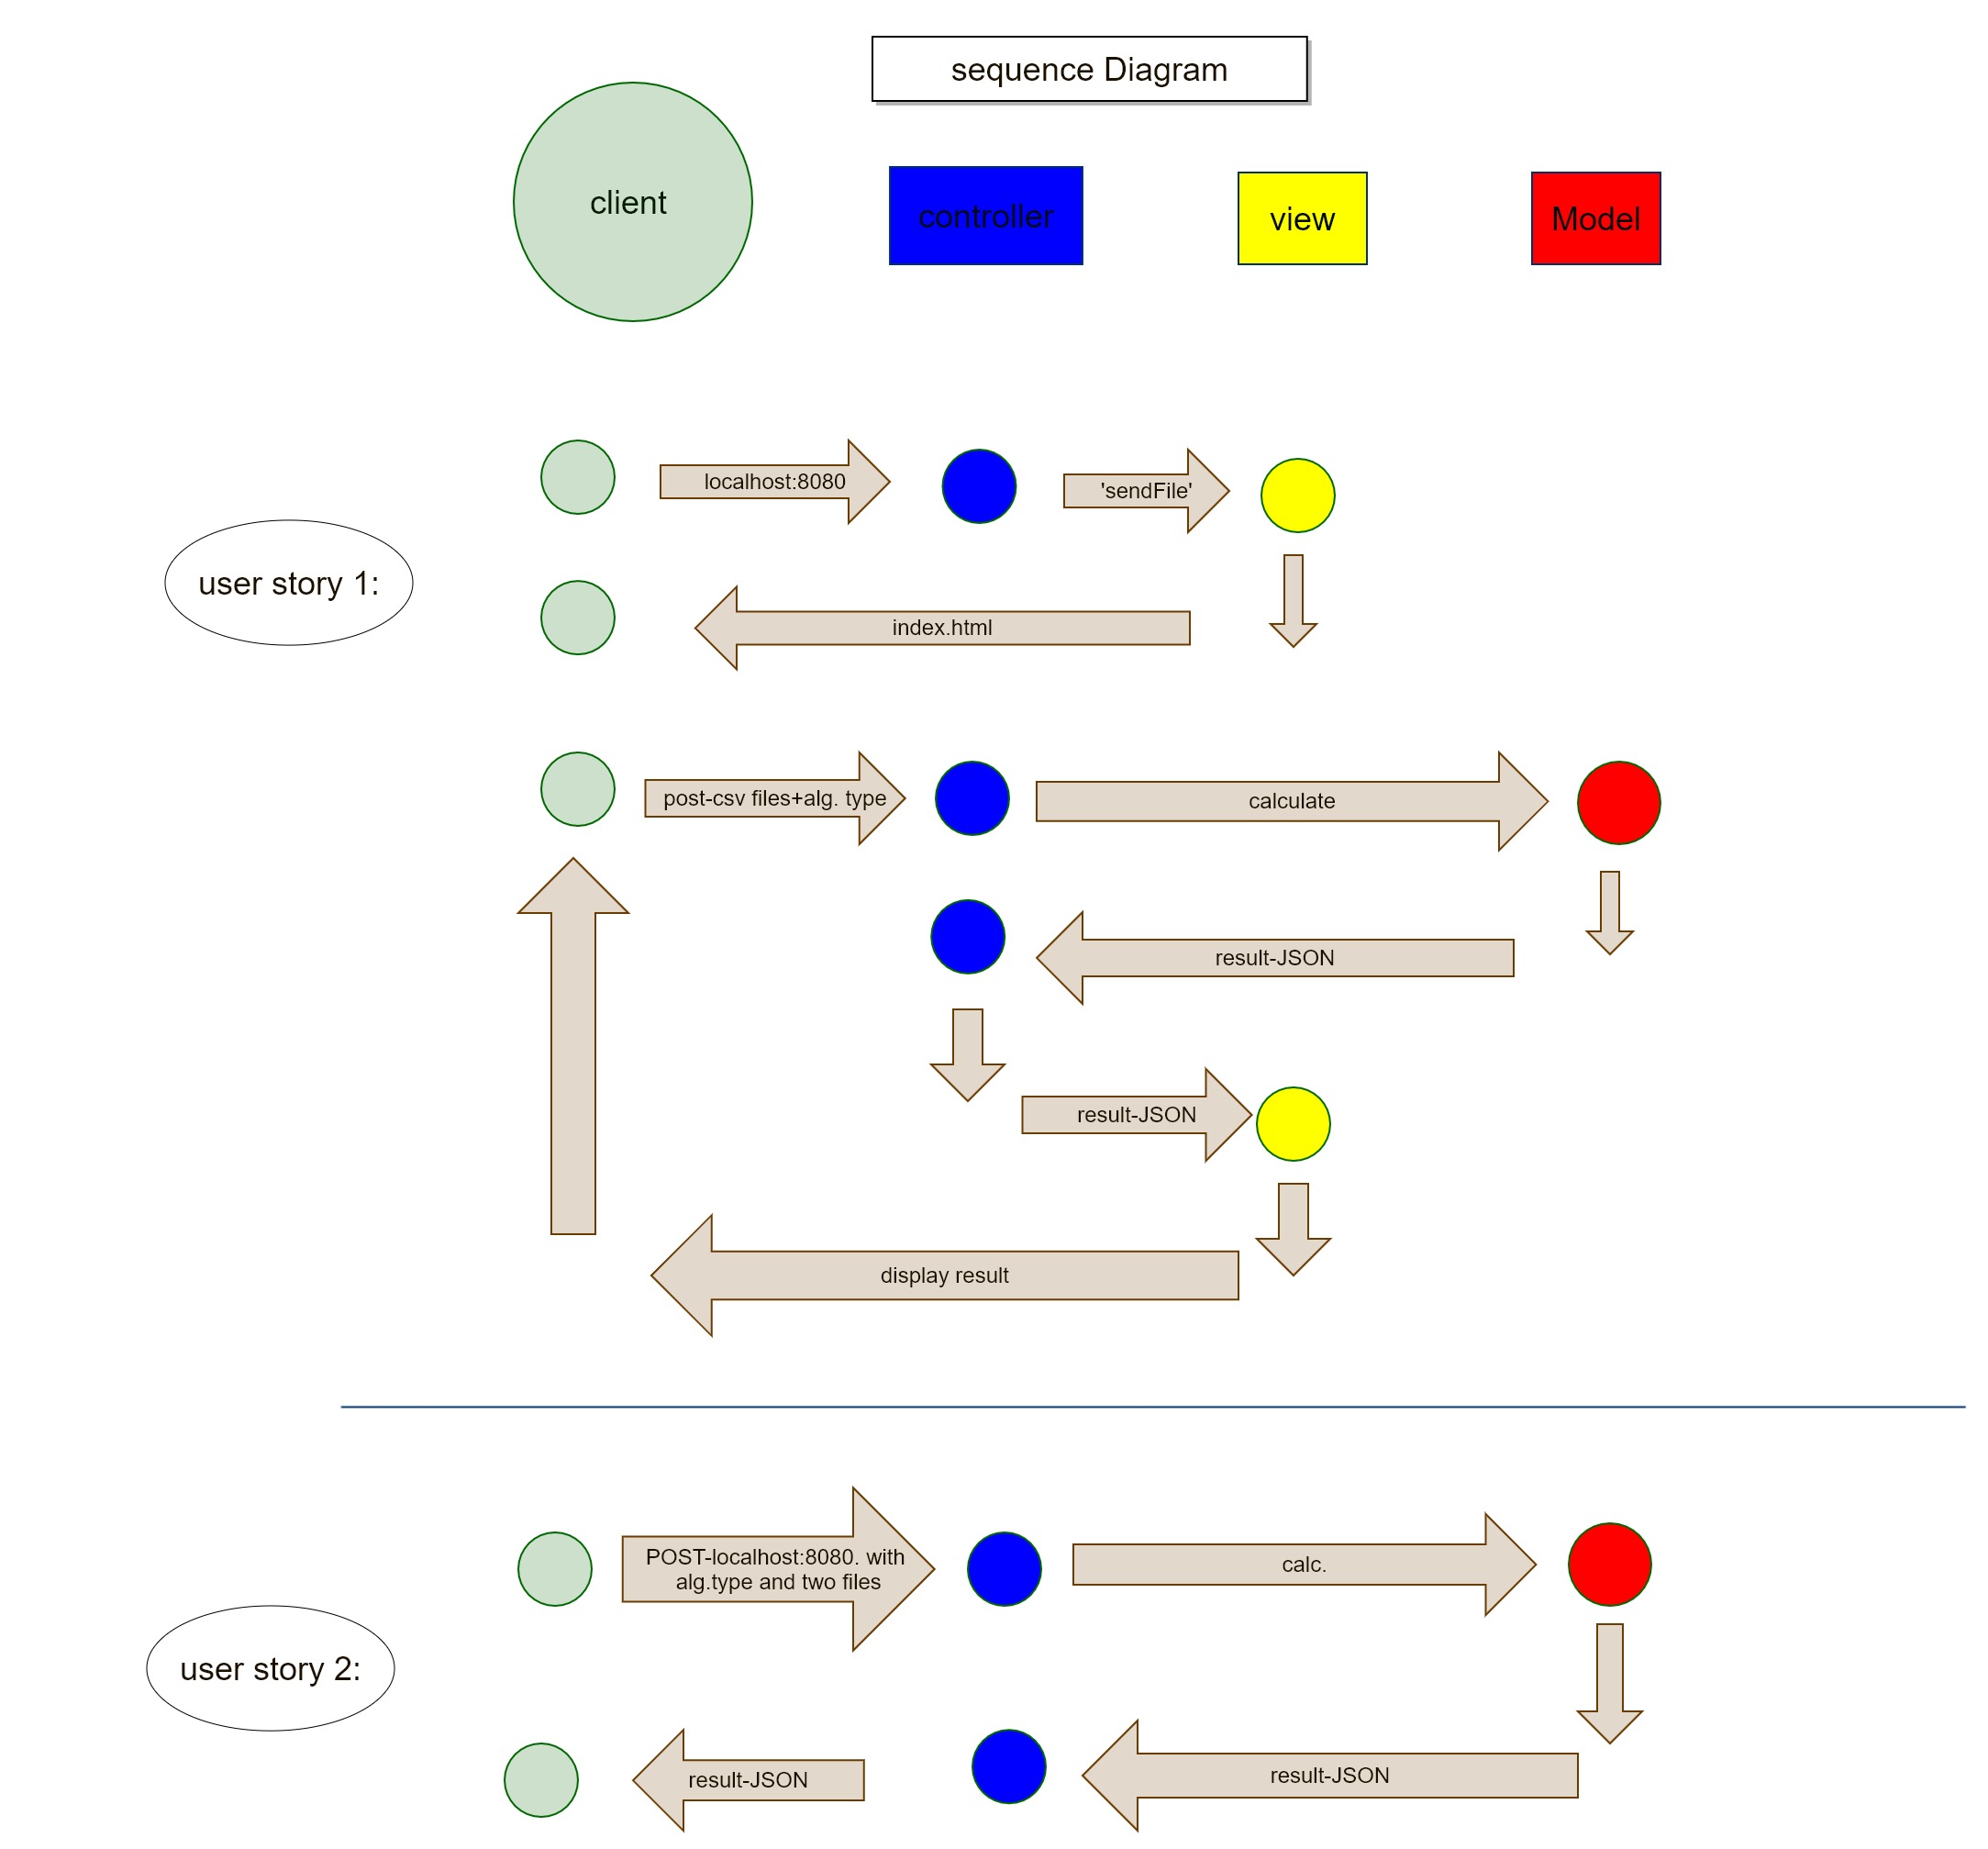 sequence Diagram
client
controller
view
Model
localhost:8080
'sendFile'
user story 1:
index.html
post-csv files+alg. type
calculate
result-JSON
result-JSON
display result
POST-localhost:8080. with
alg.type and two files
calc.
user story 2:
result-JSON
result-JSON